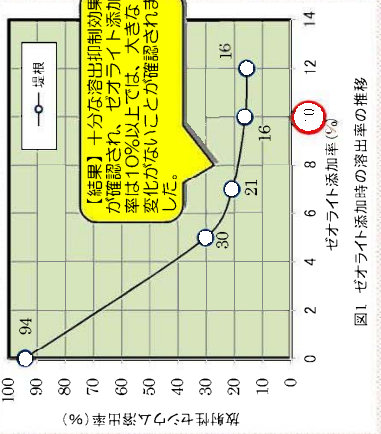 堤根
【結果】十分な溶出抑制効果
が確認され、ゼオライト添加
率は10%以上では、大きな
変化がないことが確認されま
した。
94
30
21
16
16
100
90
80
70
60
50
40
30
20
10
0
放射性セシウム溶出率(%)
0
2
4
6
8
10
12
14
ゼオライト添加率(%)
図1 ゼオライト添加時の溶出率の推移